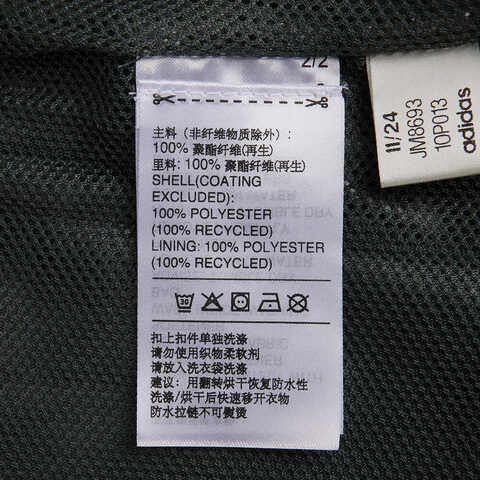 2/2
主料（非纤维物质除外）:
100% 聚酯纤维(再生)
里料: 100% 聚酯纤维(再生)
SHELL(COATING
EXCLUDED):
100% POLYESTER
(100% RECYCLED)
LINING: 100% POLYESTER
(100% RECYCLED)
30
扣上扣件单独洗涤
请勿使用织物柔软剂
请放入洗衣袋洗涤
建议: 用翻转烘干恢复防水性
洗涤/烘干后快速移开衣物
防水拉链不可熨烫
11/24
JM8693
1OP013
adidas